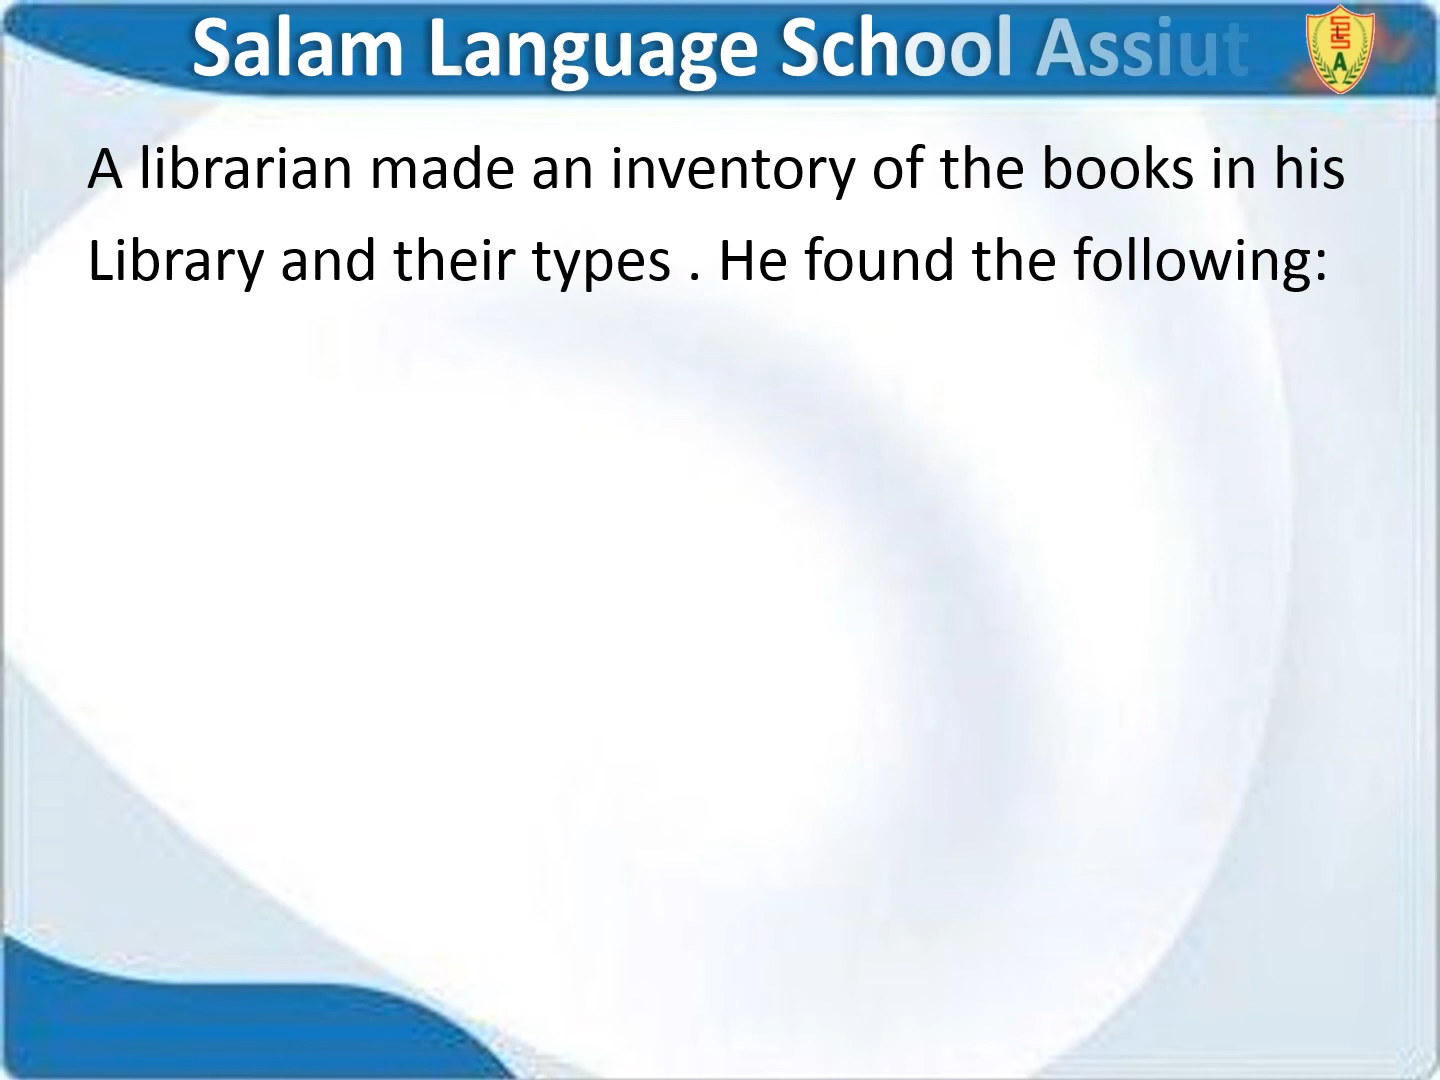 Salam Language School Assiut
A librarian made an inventory of the books in his
Library and their types . He found the following: